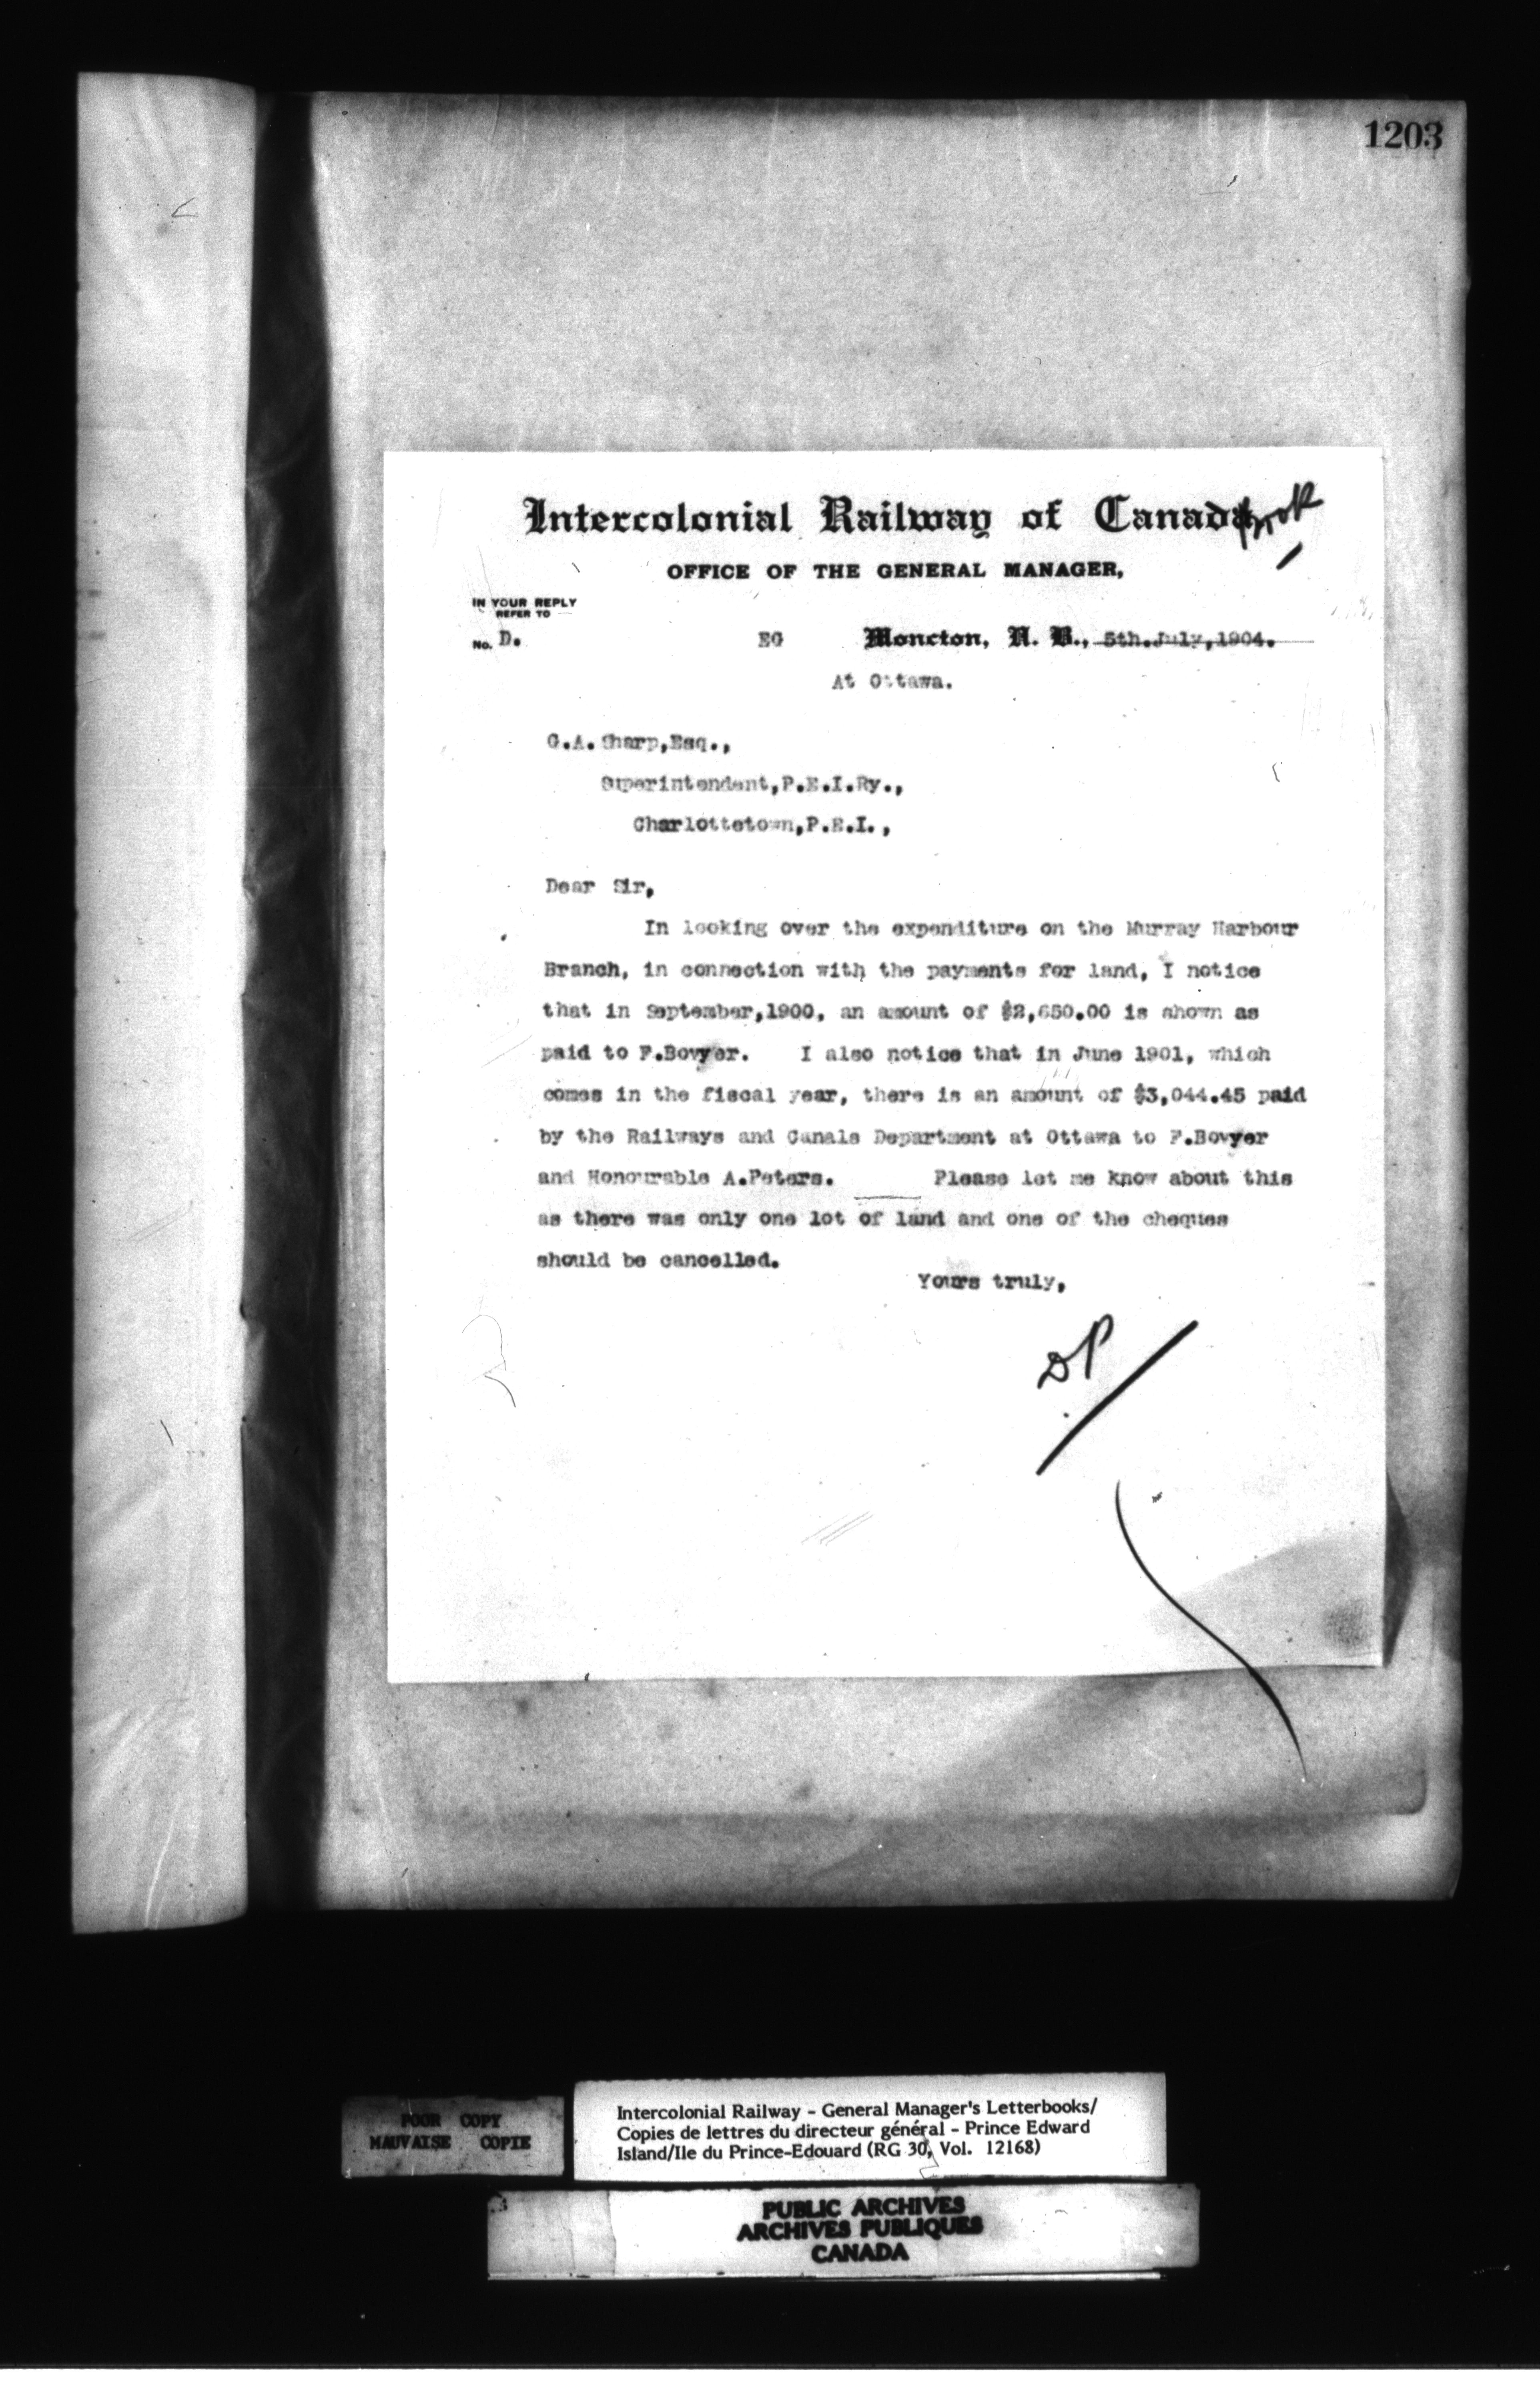 1203
Intercolonial Railway of Canada
OFFICE OF THE GENERAL MANAGER,
IN YOUR REPLY
REFER TO
No. D.
EG Moncton, N. B., 5th.July,1904.
At Ottawa.
G.A.Sharp,Esq.,
Superintendent,P.E.I.Ry.,
Charlottetown,P.E.I.,
Dear Sir,
In looking over the expenditure on the Murray Harbour
Branch, in connection with the payments for land, I notice
that in September,1900, an amount of $2,650.00 is shown as
paid to F.Bovyer. I also notice that in June 1901, which
comes in the fiscal year, there is an amount of $3,044.45 paid
by the Railways and Canals Department at Ottawa to F.Bovyer
and Honourable A.Peters. Please let me know about this
as there was only one lot of land and one of the cheques
should be cancelled.
Yours truly,
DP
POOR COPY
MAUVAISE COPIE
Intercolonial Railway - General Manager's Letterbooks/
Copies de lettres du directeur général - Prince Edward
Island/Ile du Prince-Edouard (RG 30, Vol. 12168)
PUBLIC ARCHIVES
ARCHIVES PUBLIQUES
CANADA